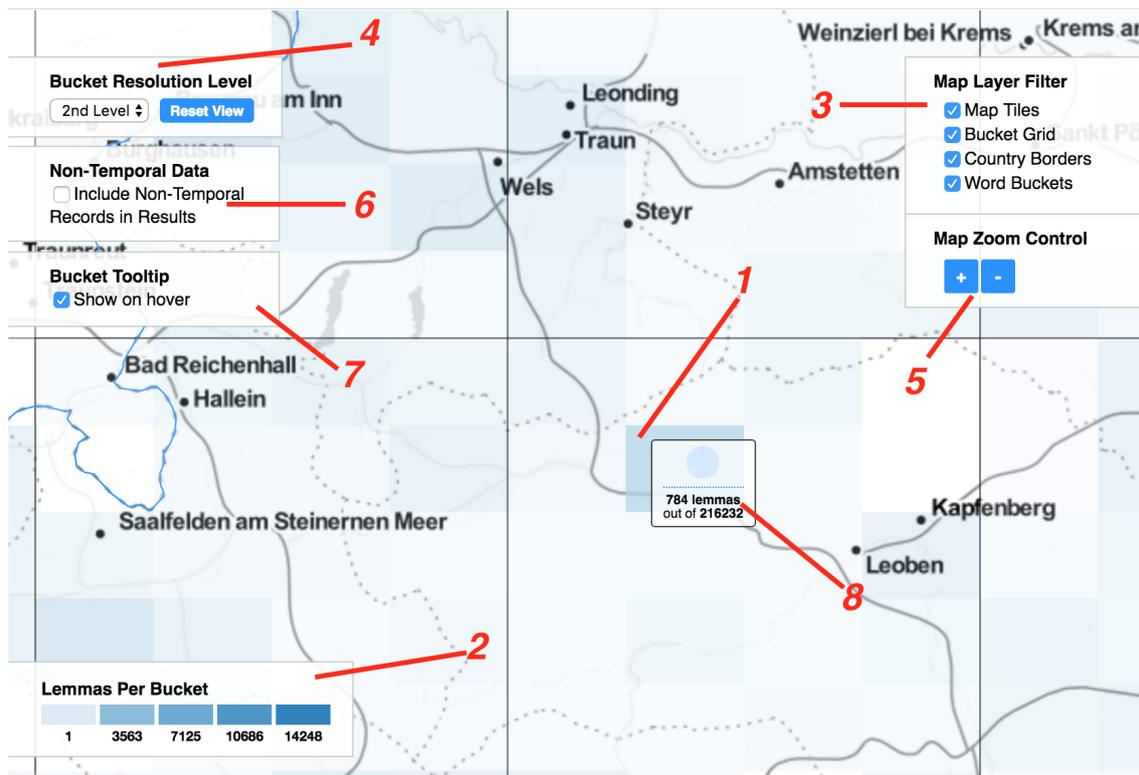 4
Weinzierl bei Krems
Krems ar
Bucket Resolution Level
2nd Level
Reset View
am Inn
Leonding
3
Map Layer Filter
Map Tiles
Bucket Grid
Country Borders
Word Buckets
Burghausen
Traun
Sankt Pö
Non-Temporal Data
Include Non-Temporal
Records in Results
6
Wels
Amstetten
Steyr
Map Zoom Control
+ -
Traunreut
Bucket Tooltip
Show on hover
Traunstein
1
7
5
Bad Reichenhall
Hallein
784 lemmas
out of 216232
Kapfenberg
Saalfelden am Steinernen Meer
Leoben
8
2
Lemmas Per Bucket
1 3563 7125 10686 14248